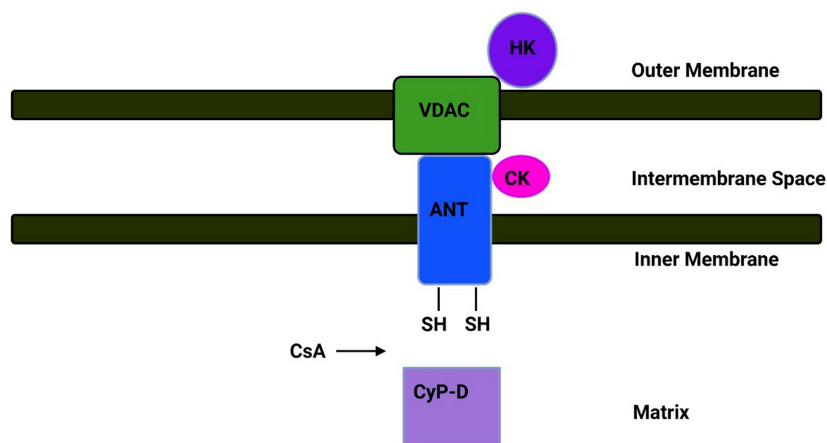 HK
Outer Membrane
VDAC
CK
Intermembrane Space
ANT
Inner Membrane
SH SH
CsA
CyP-D
Matrix